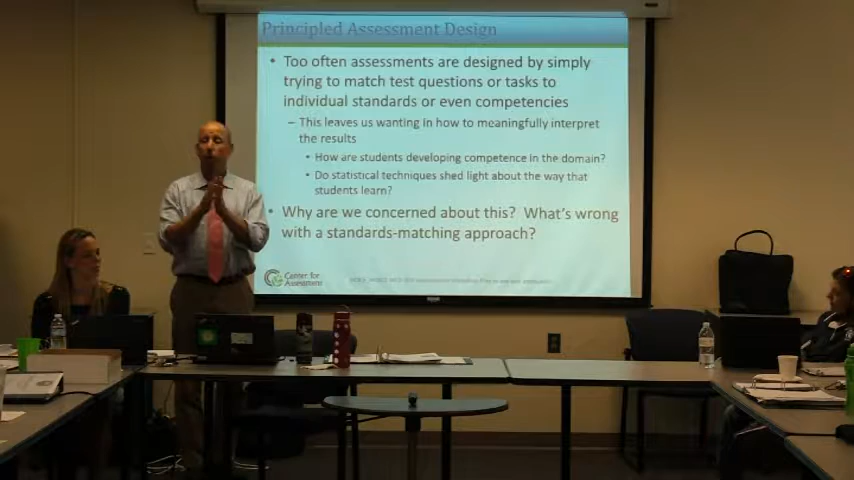 Principled Assessment Design
• Too often assessments are designed by simply
trying to match test questions or tasks to
individual standards or even competencies
– This leaves us wanting in how to meaningfully interpret
the results
• How are students developing competence in the domain?
• Do statistical techniques shed light about the way that
students learn?
• Why are we concerned about this? What's wrong
with a standards-matching approach?
Center for
Assessment